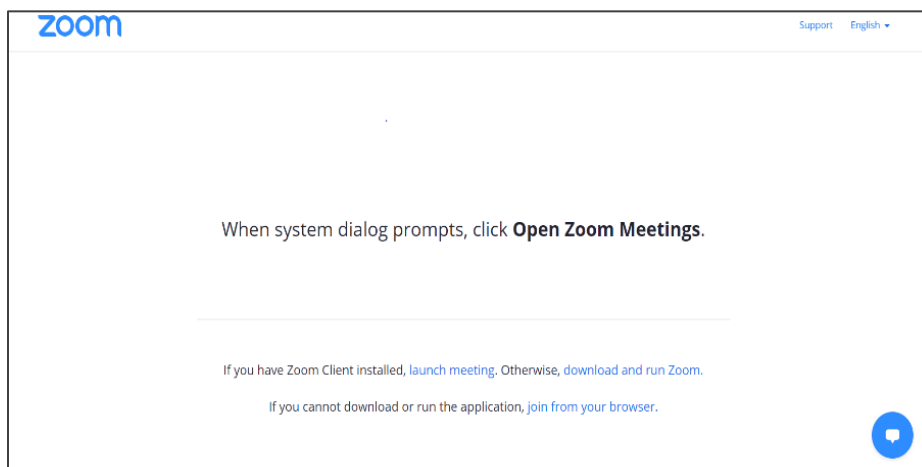 zoom
Support English
When system dialog prompts, click Open Zoom Meetings.
If you have Zoom Client installed, launch meeting. Otherwise, download and run Zoom.
If you cannot download or run the application, join from your browser.